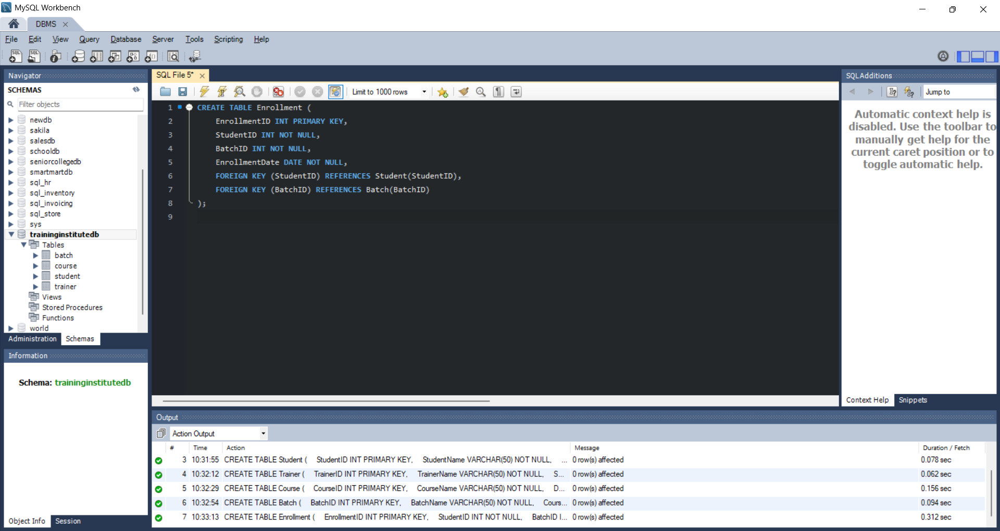 MySQL Workbench
DBMS
File Edit View Query Database Server Tools Scripting Help
Navigator
SCHEMAS
Filter objects
newdb
sakila
salesdb
schooldb
seniorcollegedb
smartmartdb
sql_hr
sql_inventory
sql_invoicing
sql_store
sys
traininginstitutedb
Tables
batch
course
student
trainer
Views
Stored Procedures
Functions
world
Administration Schemas
Information
Schema: traininginstitutedb
Object Info Session
SQL File 5*
Limit to 1000 rows
1 CREATE TABLE Enrollment (
2 EnrollmentID INT PRIMARY KEY,
3 StudentID INT NOT NULL,
4 BatchID INT NOT NULL,
5 EnrollmentDate DATE NOT NULL,
6 FOREIGN KEY (StudentID) REFERENCES Student(StudentID),
7 FOREIGN KEY (BatchID) REFERENCES Batch(BatchID)
8 );
9
SQLAdditions
Jump to
Automatic context help is
disabled. Use the toolbar to
manually get help for the
current caret position or to
toggle automatic help.
Context Help Snippets
Output
Action Output
# Time Action Message Duration / Fetch
3 10:31:55 CREATE TABLE Student ( StudentID INT PRIMARY KEY, StudentName VARCHAR(50) NOT NULL, ... 0 row(s) affected 0.078 sec
4 10:32:12 CREATE TABLE Trainer ( TrainerID INT PRIMARY KEY, TrainerName VARCHAR(50) NOT NULL, S... 0 row(s) affected 0.062 sec
5 10:32:29 CREATE TABLE Course ( CourseID INT PRIMARY KEY, CourseName VARCHAR(50) NOT NULL, D... 0 row(s) affected 0.156 sec
6 10:32:54 CREATE TABLE Batch ( BatchID INT PRIMARY KEY, BatchName VARCHAR(50) NOT NULL, Cours... 0 row(s) affected 0.094 sec
7 10:33:13 CREATE TABLE Enrollment ( EnrollmentID INT PRIMARY KEY, StudentID INT NOT NULL, BatchID I... 0 row(s) affected 0.312 sec